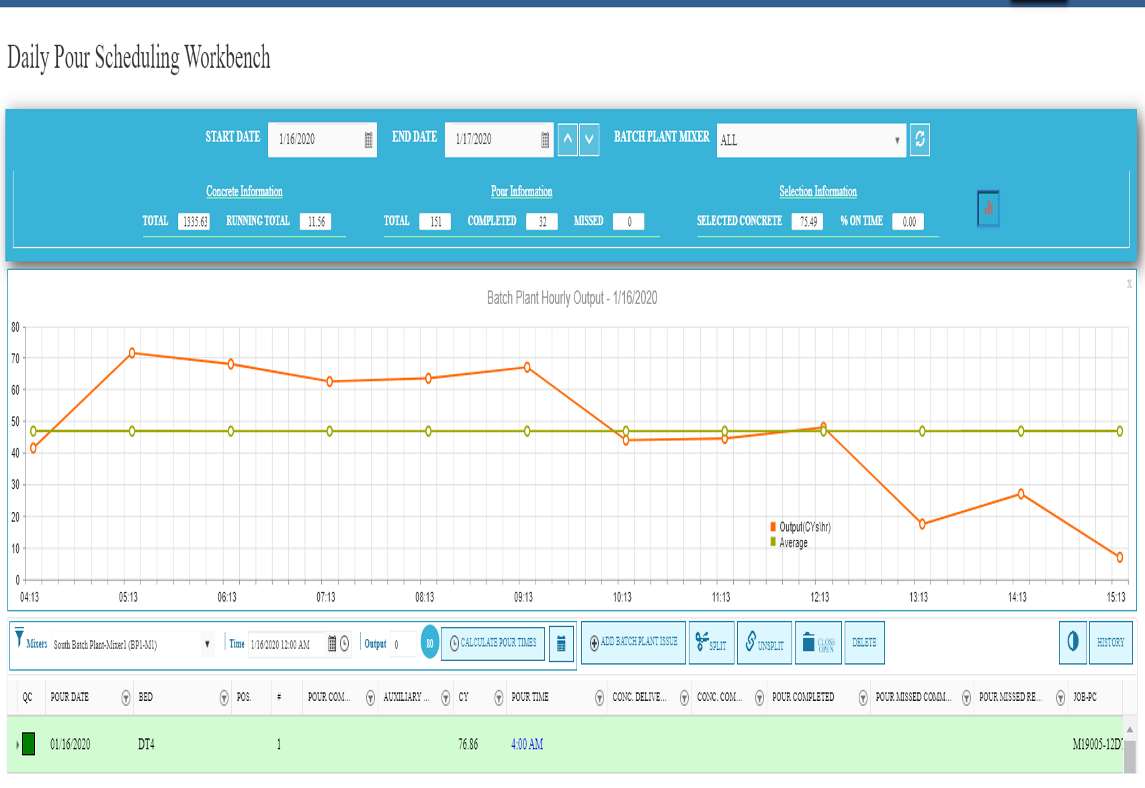 Daily Pour Scheduling Workbench
START DATE 1/16/2020 END DATE 1/17/2020 BATCH PLANT MIXER ALL
Concrete Information Pour Information Selection Information
TOTAL 1335.63 RUNNING TOTAL 11.56 TOTAL 151 COMPLETED 32 MISSED 0 SELECTED CONCRETE 75.49 % ON TIME 0.00
X
Batch Plant Hourly Output - 1/16/2020
80
70
60
50
40
30
20
10
0
Output(CYs\hr)
Average
04:13 05:13 06:13 07:13 08:13 09:13 10:13 11:13 12:13 13:13 14:13 15:13
Mixers South Batch Plant-Mixer1 (BP1-M1) Time 1/16/2020 12:00 AM Output 0 80 CALCULATE POUR TIMES ADD BATCH PLANT ISSUE SPLIT UNSPLIT CLOSE OPEN DELETE HISTORY
QC POUR DATE BED POS. # POUR COM... AUXILIARY ... CY POUR TIME CONC. DELIVE... CONC. COM... POUR COMPLETED POUR MISSED COMM... POUR MISSED RE... JOB-PC
01/16/2020 DT4 1 76.86 4:00 AM